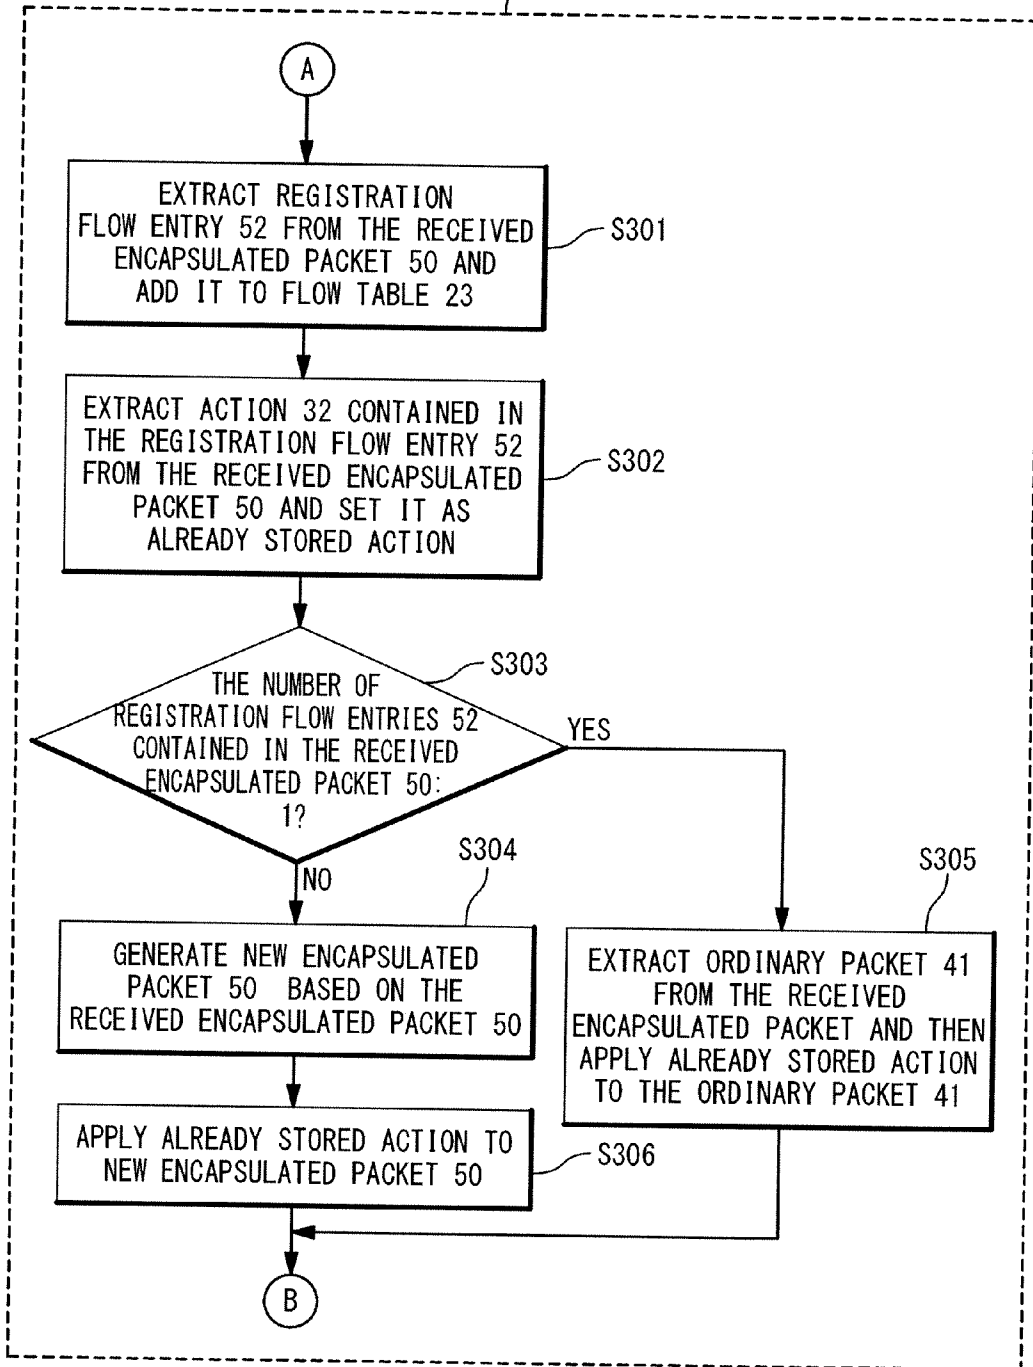 A
EXTRACT REGISTRATION
FLOW ENTRY 52 FROM THE RECEIVED
ENCAPSULATED PACKET 50 AND
ADD IT TO FLOW TABLE 23
S301
EXTRACT ACTION 32 CONTAINED IN
THE REGISTRATION FLOW ENTRY 52
FROM THE RECEIVED ENCAPSULATED
PACKET 50 AND SET IT AS
ALREADY STORED ACTION
S302
S303
THE NUMBER OF
REGISTRATION FLOW ENTRIES 52
CONTAINED IN THE RECEIVED
ENCAPSULATED PACKET 50:
1?
YES
NO
S304
GENERATE NEW ENCAPSULATED
PACKET 50 BASED ON THE
RECEIVED ENCAPSULATED PACKET 50
S305
EXTRACT ORDINARY PACKET 41
FROM THE RECEIVED
ENCAPSULATED PACKET AND THEN
APPLY ALREADY STORED ACTION
TO THE ORDINARY PACKET 41
APPLY ALREADY STORED ACTION TO
NEW ENCAPSULATED PACKET 50
S306
B